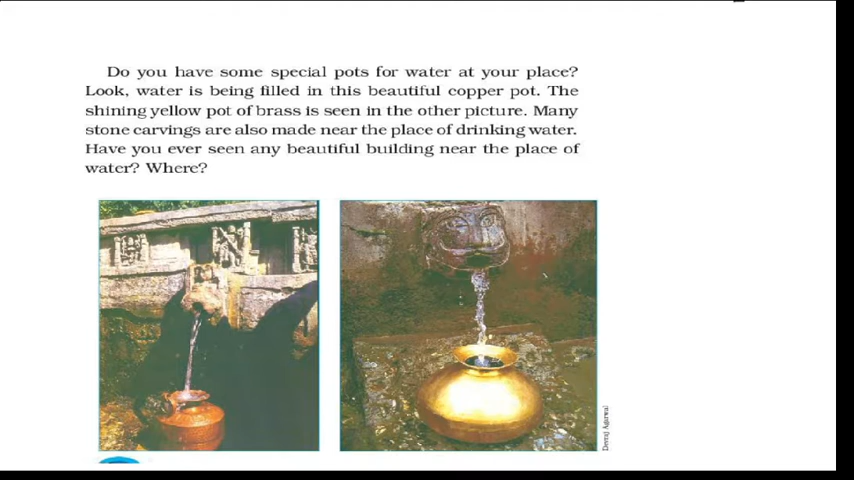 Do you have some special pots for water at your place?
Look, water is being filled in this beautiful copper pot. The
shining yellow pot of brass is seen in the other picture. Many
stone carvings are also made near the place of drinking water.
Have you ever seen any beautiful building near the place of
water? Where?
Devraj Agarwal